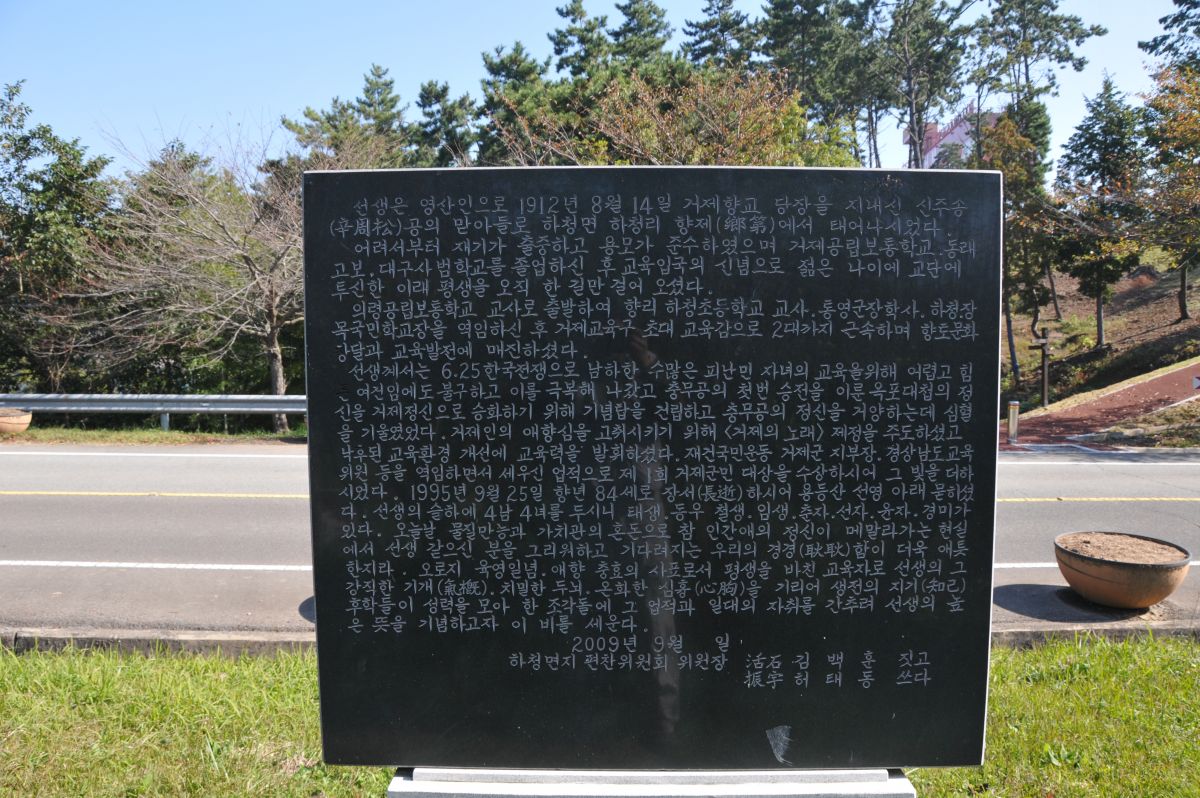 선생은 영산인으로 1912년 8월 14일 거제향교 당장을 지내신 신주송
(辛周松)공의 맏아들로 하청면 하청리 향제(鄕第)에서 태어나시었다.
어려서부터 재기가 출중하고 용모가 준수하였으며 거제공립보통학교.동래
고보.대구사범학교를 졸업하신 후 교육입국의 신념으로 젊은 나이에 교단에
투신한 이래 평생을 오직 한 길만 걸어 오셨다.
의령공립보통학교 교사로 출발하여 향리 하청초등학교 교사.통영군장학사.하청장
목국민학교장을 역임하신 후 거제교육구 초대 교육감으로 2대까지 근속하며 향토문화
창달과 교육발전에 매진하셨다.
선생께서는 6.25한국전쟁으로 남하한 수많은 피난민 자녀의 교육을위해 어렵고 힘
든 여건임에도불구하고 이를 극복해 나갔고 충무공의 첫번 승전을 이룬옥포대첩의 정
신을 거제정신으로 승화하기 위해 기념탑을 건립하고 충무공의 정신을 거양하는데 심혈
을 기울였었다.거제인의 애향심을 고취시키기 위해 <거제의 노래> 제정을 주도하셨고
낙후된 교육환경 개선에 교육력을 발휘하셨다.재건국민운동 거제군 지부장.경상남도교육
위원 등을 역임하면서 세우신 업적으로 제1회 거제군민 대상을 수상하시어 그 빛을 더하
시었다. 1995년 9월 25일 향년 84세로 장서(長逝)하시어 용등산 선영 아래 묻히셨
다. 선생의 슬하에 4남 4녀를 두시니 태생.동우.철생.임생.춘자.선자.윤자.경미가
있다. 오늘날 물질만능과 가치관의 혼돈으로 참 인간애의 정신이 메말라가는 현실
에서 선생 같으신 분을 그리워하고 기다려지는 우리의 경경(耿耿)함이 더욱 애틋
한지라. 오로지 육영일념.애향 충효의 사표로서 평생을 바친 교육자로 선생의 그
강직한 기개(氣槪).치밀한 두뇌.온화한 심흉(心胸)을 기리어 생전의 지기(知己)
후학들이 성력을 모아 한 조각돌에 그 업적과 일대의 자취를 간추려 선생의 높
은 뜻을 기념하고자 이 비를 세운다.
2009년 9월 일
하청면지 편찬위원회 위원장 活石 김 백 훈 짓고
振宇 허 태 동 쓰다